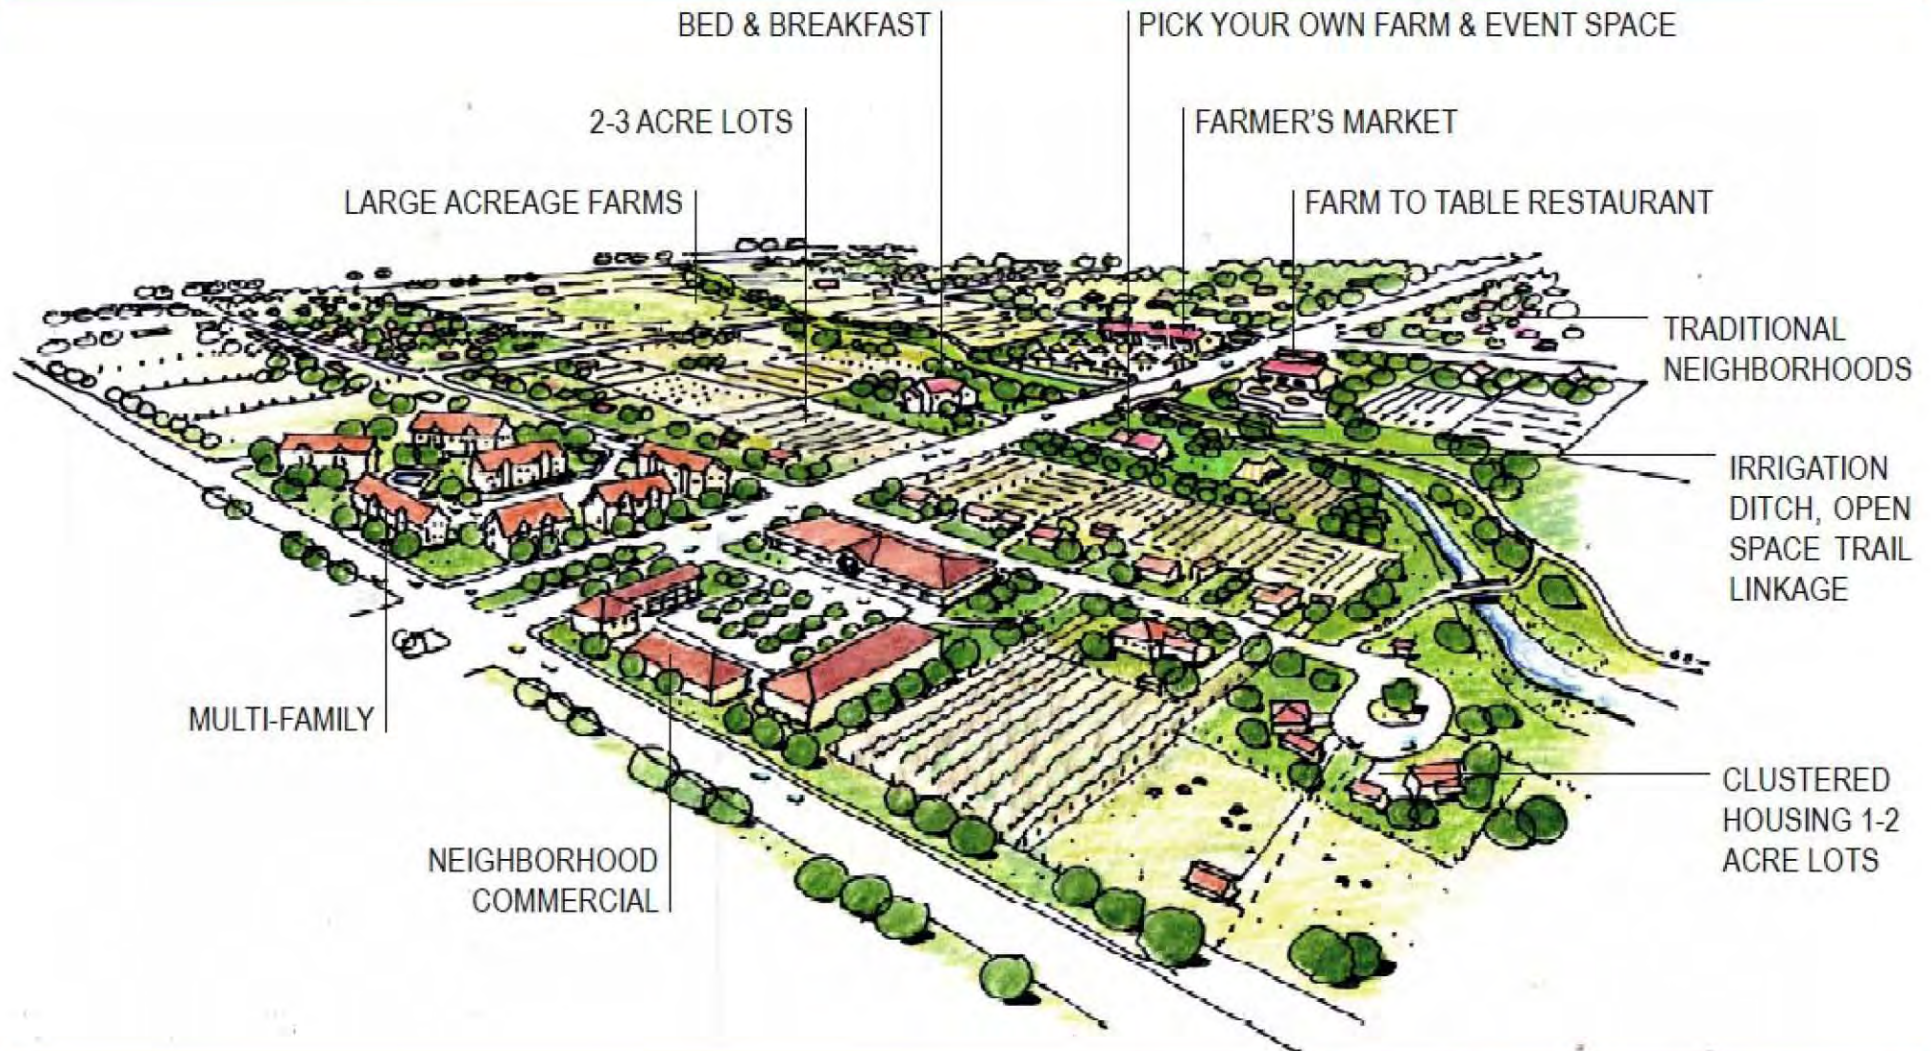 BED & BREAKFAST
PICK YOUR OWN FARM & EVENT SPACE
2-3 ACRE LOTS
FARMER'S MARKET
LARGE ACREAGE FARMS
FARM TO TABLE RESTAURANT
TRADITIONAL
NEIGHBORHOODS
IRRIGATION
DITCH, OPEN
SPACE TRAIL
LINKAGE
MULTI-FAMILY
CLUSTERED
HOUSING 1-2
ACRE LOTS
NEIGHBORHOOD
COMMERCIAL